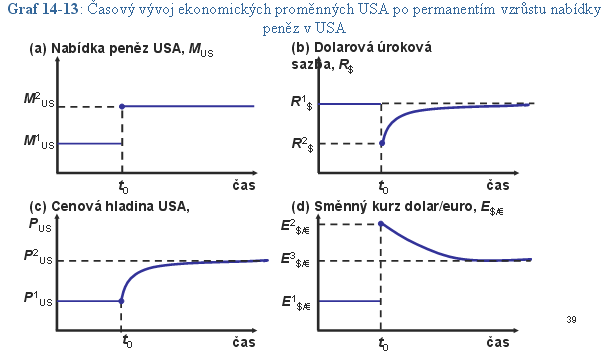 Graf 14-13: Časový vývoj ekonomických proměnných USA po permanentím vzrůstu nabídky
peněz v USA
(a) Nabídka peněz USA, MUS
(b) Dolarová úroková
sazba, R$
M2US
M1US
t0
čas
R1$
R2$
t0
čas
(c) Cenová hladina USA,
PUS
(d) Směnný kurz dolar/euro, E$/€
P2US
P1US
t0
čas
E2$/€
E3$/€
E1$/€
t0
čas
39